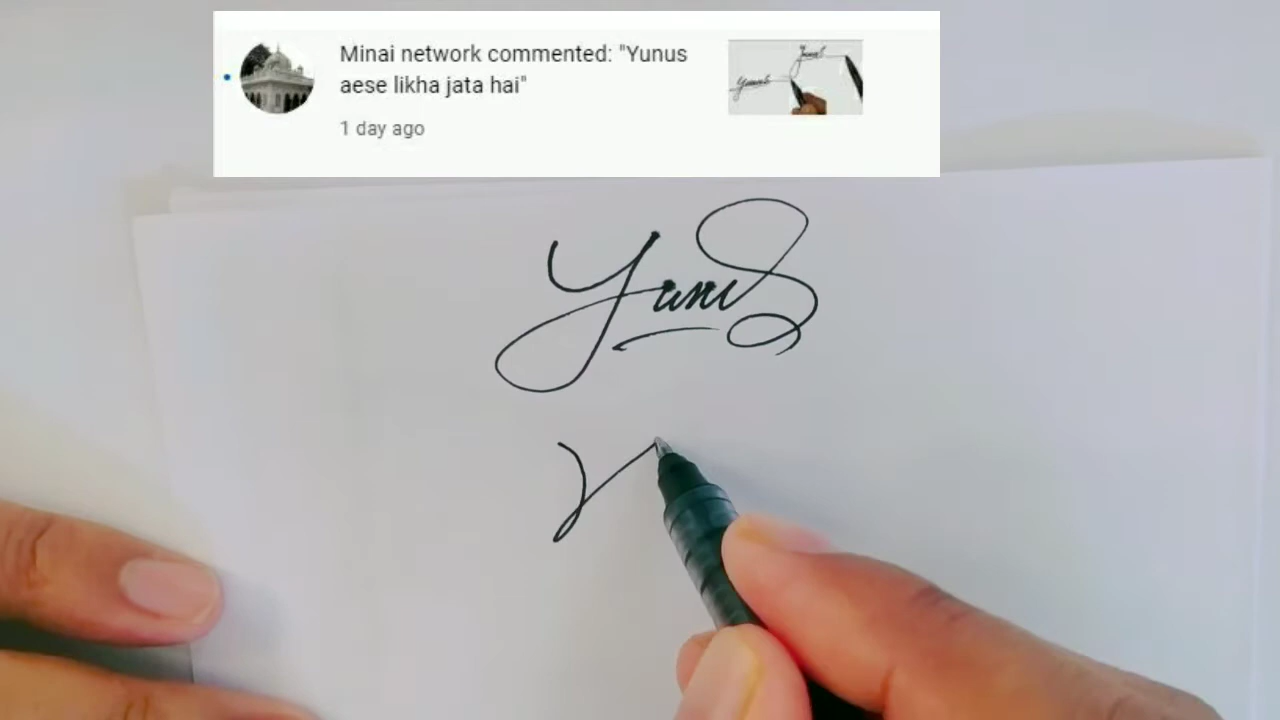 Minai network commented: "Yunus
aese likha jata hai"
1 day ago
Yunus